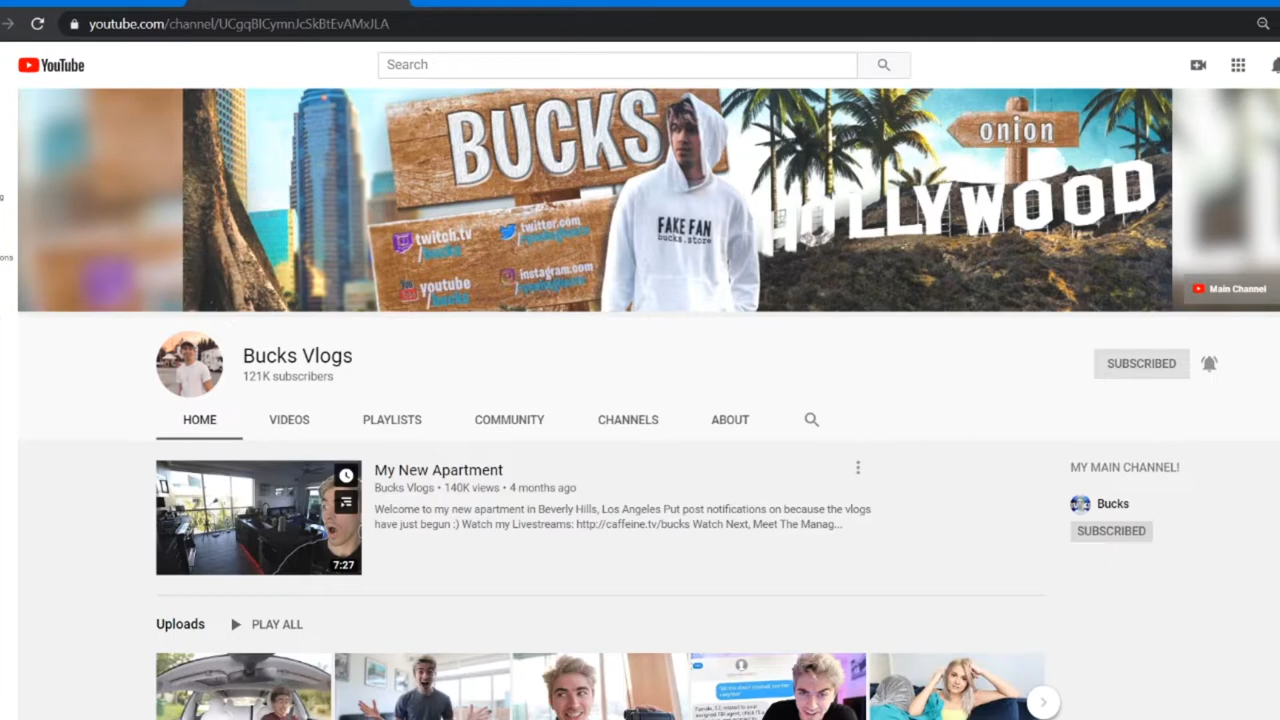 youtube.com/channel/UCgqBICymnJcSkBtEvAMxJLA
YouTube
Search
BUCKS
onion
HOLLYWOOD
FAKE FAN
bucks.store
twitch.tv
/bucks
twitter.com
instagram.com
youtube
/bucks
Main Channel
Bucks Vlogs
121K subscribers
SUBSCRIBED
HOME
VIDEOS
PLAYLISTS
COMMUNITY
CHANNELS
ABOUT
My New Apartment
Bucks Vlogs • 140K views • 4 months ago
Welcome to my new apartment in Beverly Hills, Los Angeles Put post notifications on because the vlogs
have just begun :) Watch my Livestreams: http://caffeine.tv/bucks Watch Next, Meet The Manag...
7:27
MY MAIN CHANNEL!
Bucks
SUBSCRIBED
Uploads
PLAY ALL